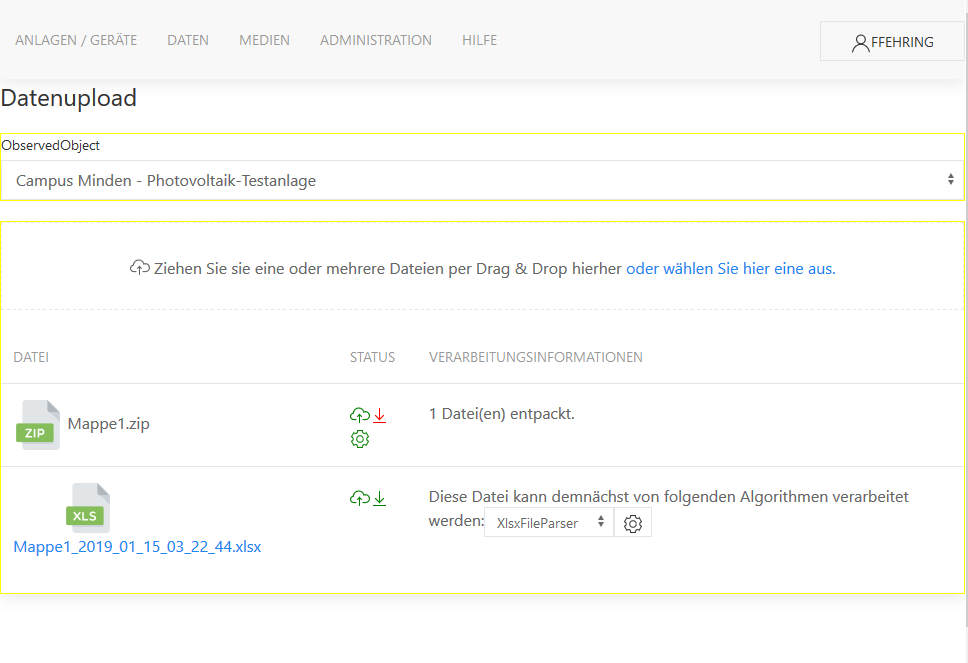 ANLAGEN / GERÄTE DATEN MEDIEN ADMINISTRATION HILFE FFEHRING
Datenupload
ObservedObject
Campus Minden - Photovoltaik-Testanlage
Ziehen Sie sie eine oder mehrere Dateien per Drag & Drop hierher oder wählen Sie hier eine aus.
DATEI STATUS VERARBEITUNGSINFORMATIONEN
ZIP Mappe1.zip 1 Datei(en) entpackt.
XLS
Mappe1_2019_01_15_03_22_44.xlsx
Diese Datei kann demnächst von folgenden Algorithmen verarbeitet
werden: XlsxFileParser